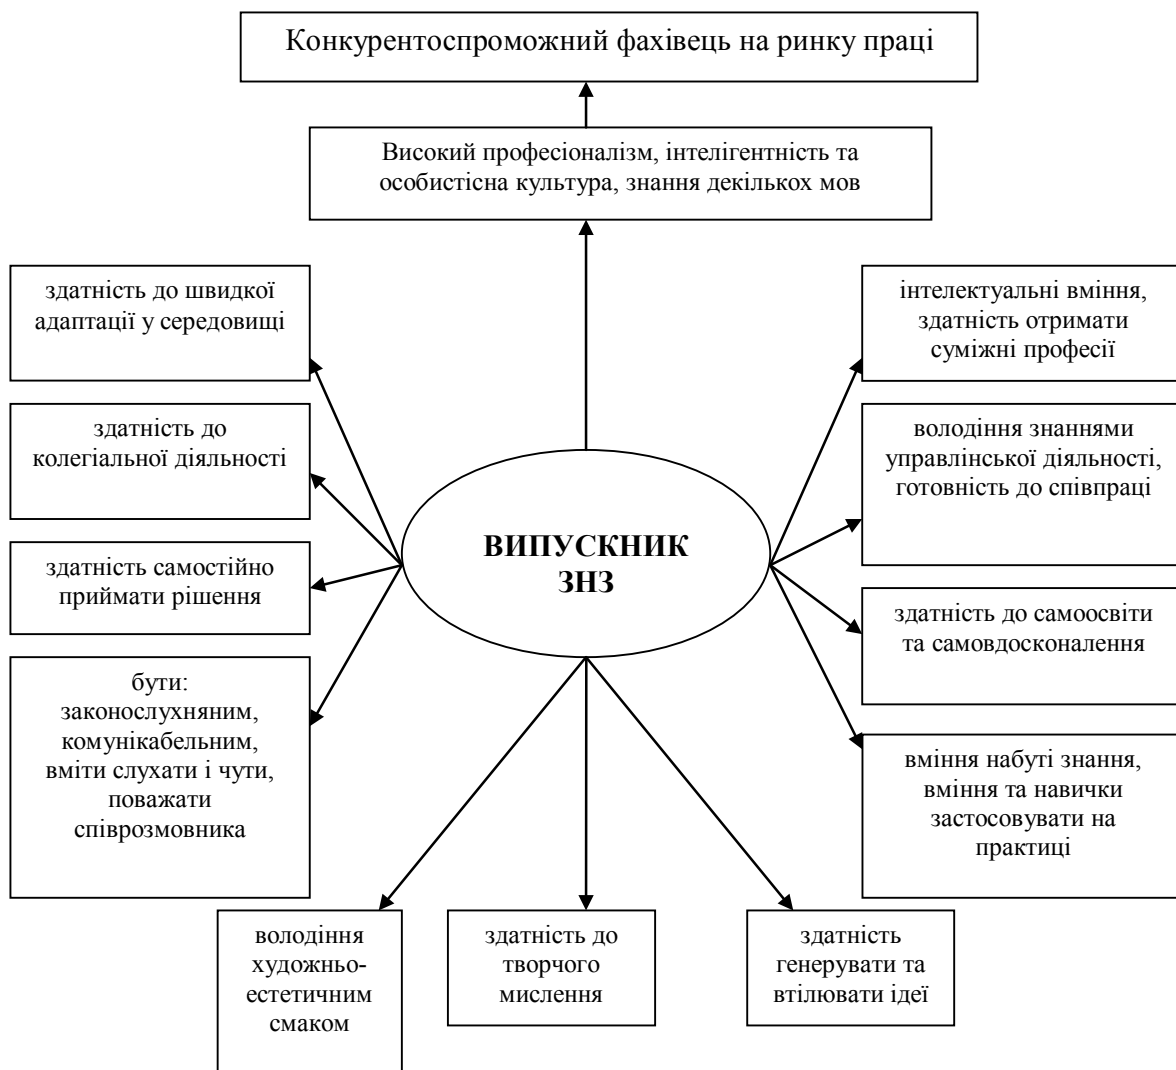 Конкурентоспроможний фахівець на ринку праці
Високий професіоналізм, інтелігентність та
особистісна культура, знання декількох мов
здатність до швидкої
адаптації у середовищі
здатність до
колегіальної діяльності
здатність самостійно
приймати рішення
бути:
законослухняним,
комунікабельним,
вміти слухати і чути,
поважати
співрозмовника
ВИПУСКНИК
ЗНЗ
інтелектуальні вміння,
здатність отримати
суміжні професії
володіння знаннями
управлінської діяльності,
готовність до співпраці
здатність до самоосвіти
та самовдосконалення
вміння набуті знання,
вміння та навички
застосовувати на
практиці
володіння
художньо-
естетичним
смаком
здатність до
творчого
мислення
здатність
генерувати та
втілювати ідеї